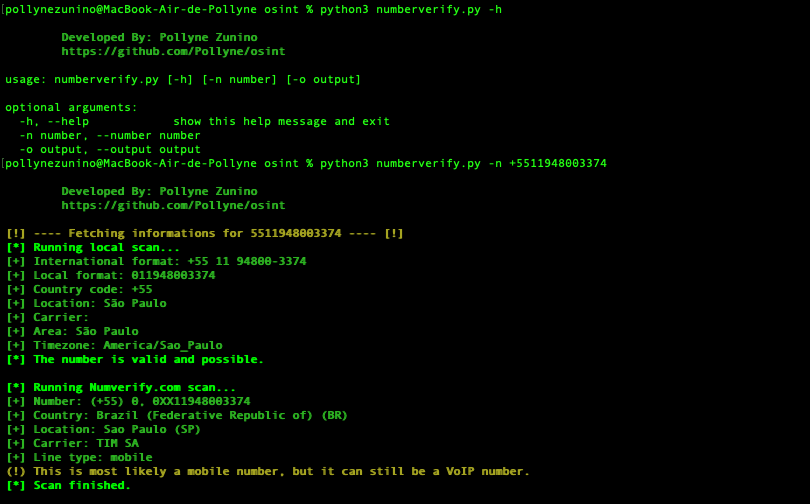 [pollynezunino@MacBook-Air-de-Pollyne osint % python3 numberverify.py -h
Developed By: Pollyne Zunino
https://github.com/Pollyne/osint
usage: numberverify.py [-h] [-n number] [-o output]
optional arguments:
-h, --help show this help message and exit
-n number, --number number
-o output, --output output
[pollynezunino@MacBook-Air-de-Pollyne osint % python3 numberverify.py -n +5511948003374
Developed By: Pollyne Zunino
https://github.com/Pollyne/osint
[!] ---- Fetching informations for 5511948003374 ---- [!]
[*] Running local scan...
[+] International format: +55 11 94800-3374
[+] Local format: 011948003374
[+] Country code: +55
[+] Location: São Paulo
[+] Carrier:
[+] Area: São Paulo
[+] Timezone: America/Sao_Paulo
[*] The number is valid and possible.
[*] Running Numverify.com scan...
[+] Number: (+55) 0, 0XX11948003374
[+] Country: Brazil (Federative Republic of) (BR)
[+] Location: Sao Paulo (SP)
[+] Carrier: TIM SA
[+] Line type: mobile
(!) This is most likely a mobile number, but it can still be a VoIP number.
[*] Scan finished.